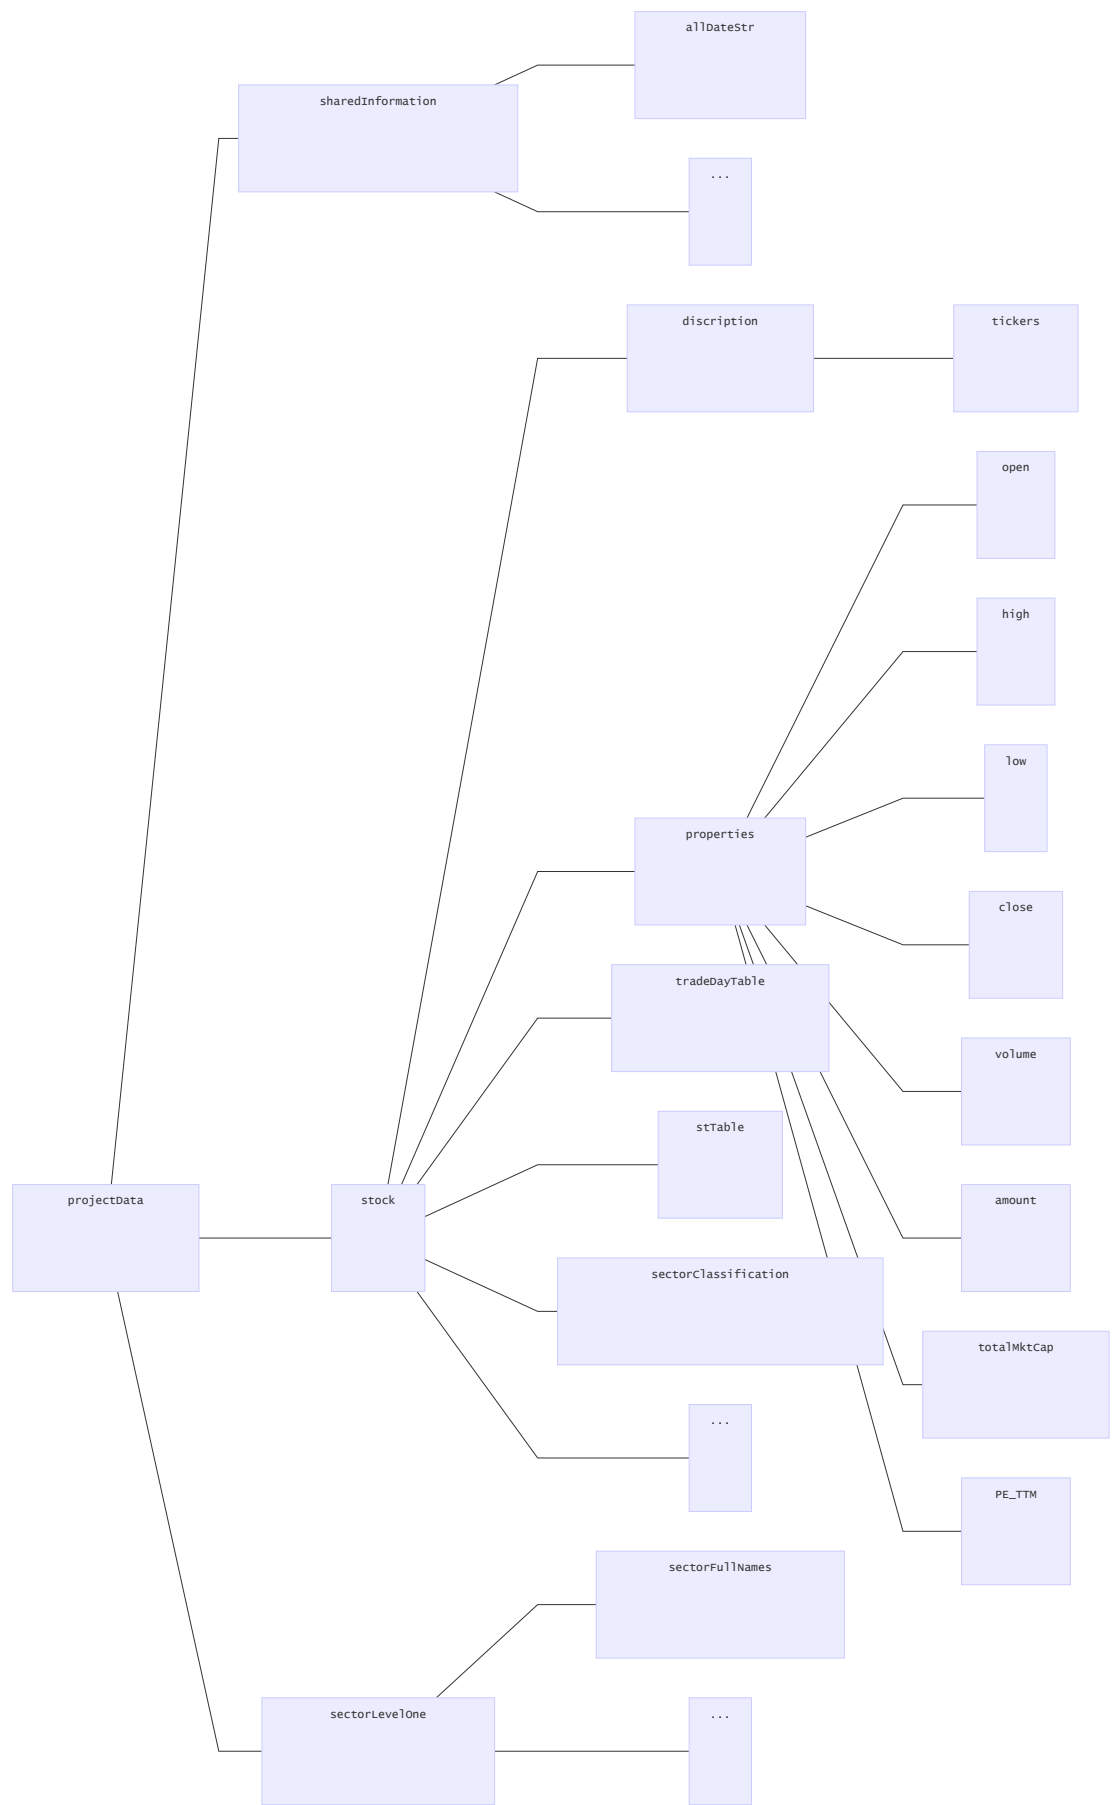 allDateStr
sharedInformation
...
discription
tickers
open
high
low
properties
close
tradeDayTable
volume
stTable
projectData
stock
amount
sectorClassification
totalMktCap
...
PE_TTM
sectorFullNames
sectorLevelOne
...